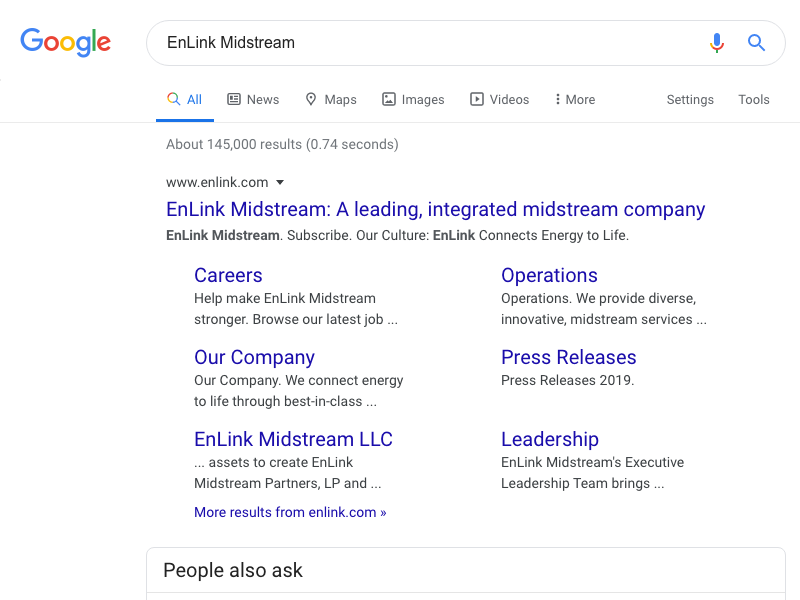 Google
EnLink Midstream
All
News
Maps
Images
Videos
More
Settings
Tools
About 145,000 results (0.74 seconds)
www.enlink.com
EnLink Midstream: A leading, integrated midstream company
EnLink Midstream. Subscribe. Our Culture: EnLink Connects Energy to Life.
Careers
Help make EnLink Midstream
stronger. Browse our latest job ...
Operations
Operations. We provide diverse,
innovative, midstream services ...
Our Company
Our Company. We connect energy
to life through best-in-class ...
Press Releases
Press Releases 2019.
EnLink Midstream LLC
... assets to create EnLink
Midstream Partners, LP and ...
Leadership
EnLink Midstream's Executive
Leadership Team brings ...
More results from enlink.com »
People also ask